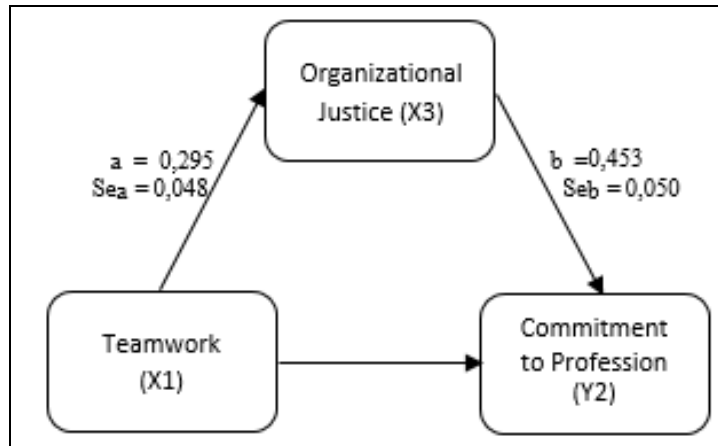 Organizational
Justice (X3)
a = 0,295
Sea = 0,048
b =0,453
Seb = 0,050
Teamwork
(X1)
Commitment
to Profession
(Y2)